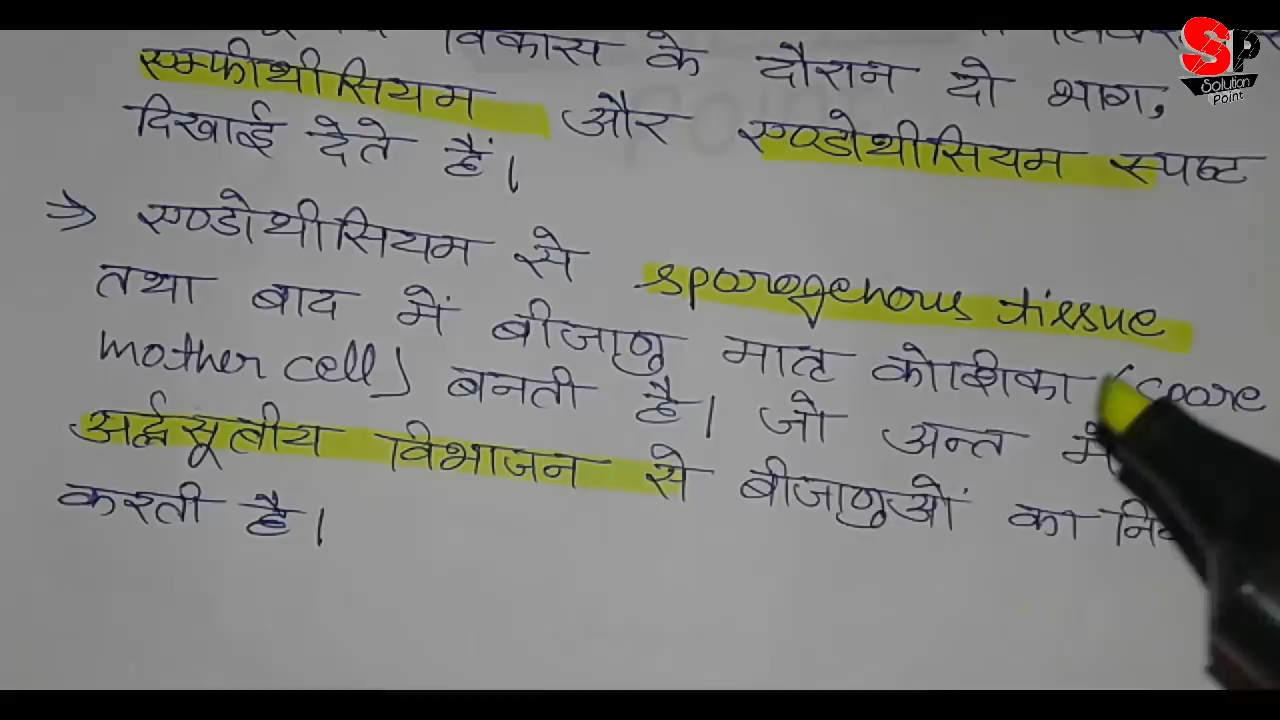 विकास के दौरान दो भाग,
एम्फीथीसियम और एण्डोथीसियम स्पष्ट
दिखाई देते हैं।
⇒ एण्डोथीसियम से sporogenous tissue
तथा बाद में बीजाणु मातृ कोशिका (spore
mother cell) बनती है। जो अन्त में
अर्द्धसूत्रीय विभाजन से बीजाणुओं का
करती है।
SP
Solution
Point